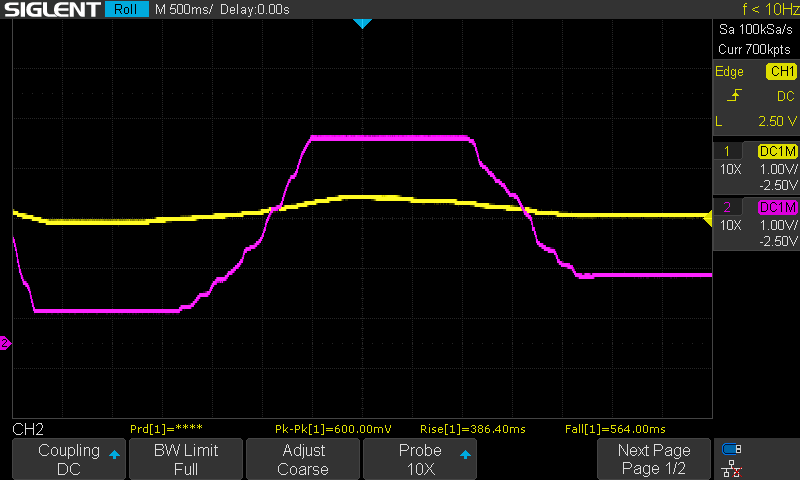 SIGLENT Roll M 500ms/ Delay:0.00s f < 10Hz
Sa 100kSa/s
Curr 700kpts
Edge CH1
DC
L 2.50 V
1 DC1M
10X 1.00V/
-2.50V
2 DC1M
10X 1.00V/
-2.50V
2
CH2 Prd[1]=**** Pk-Pk[1]=600.00mV Rise[1]=386.40ms Fall[1]=564.00ms
Coupling
DC
BW Limit
Full
Adjust
Coarse
Probe
10X
Next Page
Page 1/2